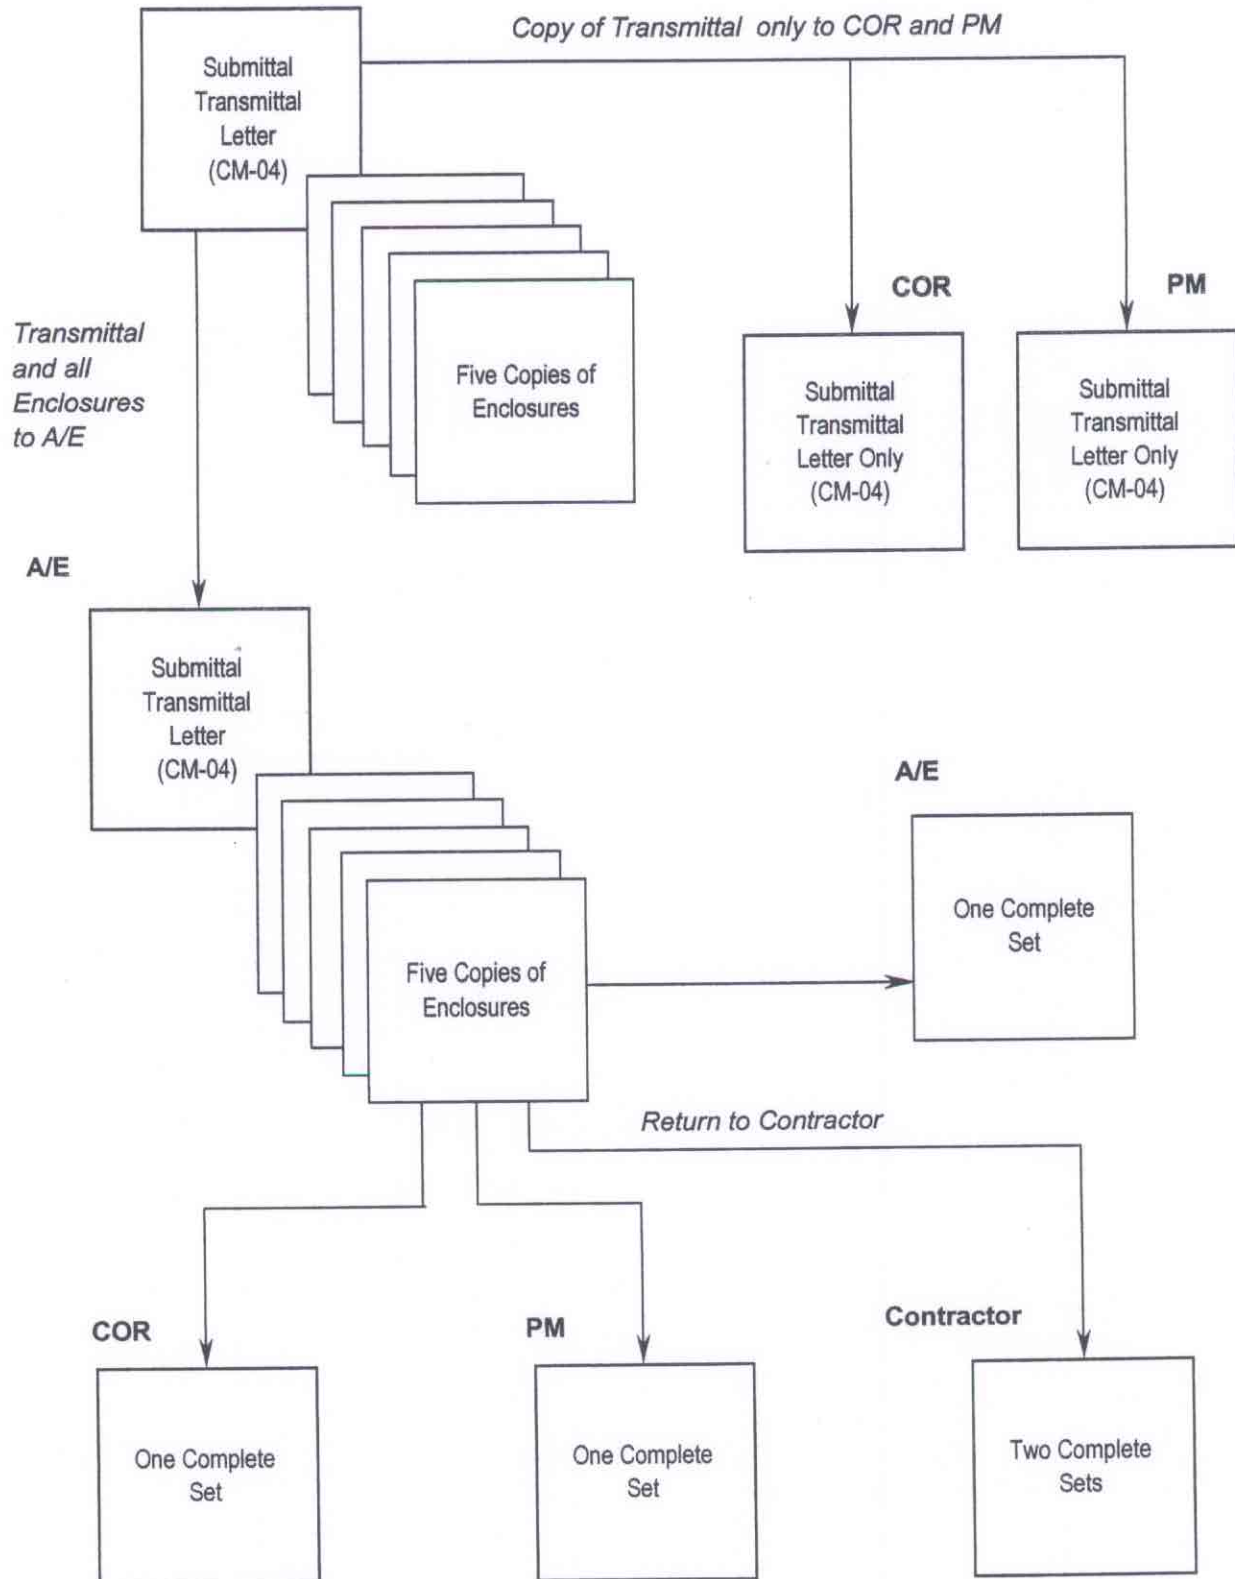 Copy of Transmittal only to COR and PM
Submittal
Transmittal
Letter
(CM-04)
Five Copies of
Enclosures
COR
PM
Submittal
Transmittal
Letter Only
(CM-04)
Submittal
Transmittal
Letter Only
(CM-04)
Transmittal
and all
Enclosures
to A/E
A/E
Submittal
Transmittal
Letter
(CM-04)
Five Copies of
Enclosures
A/E
One Complete
Set
Return to Contractor
COR
One Complete
Set
PM
One Complete
Set
Contractor
Two Complete
Sets